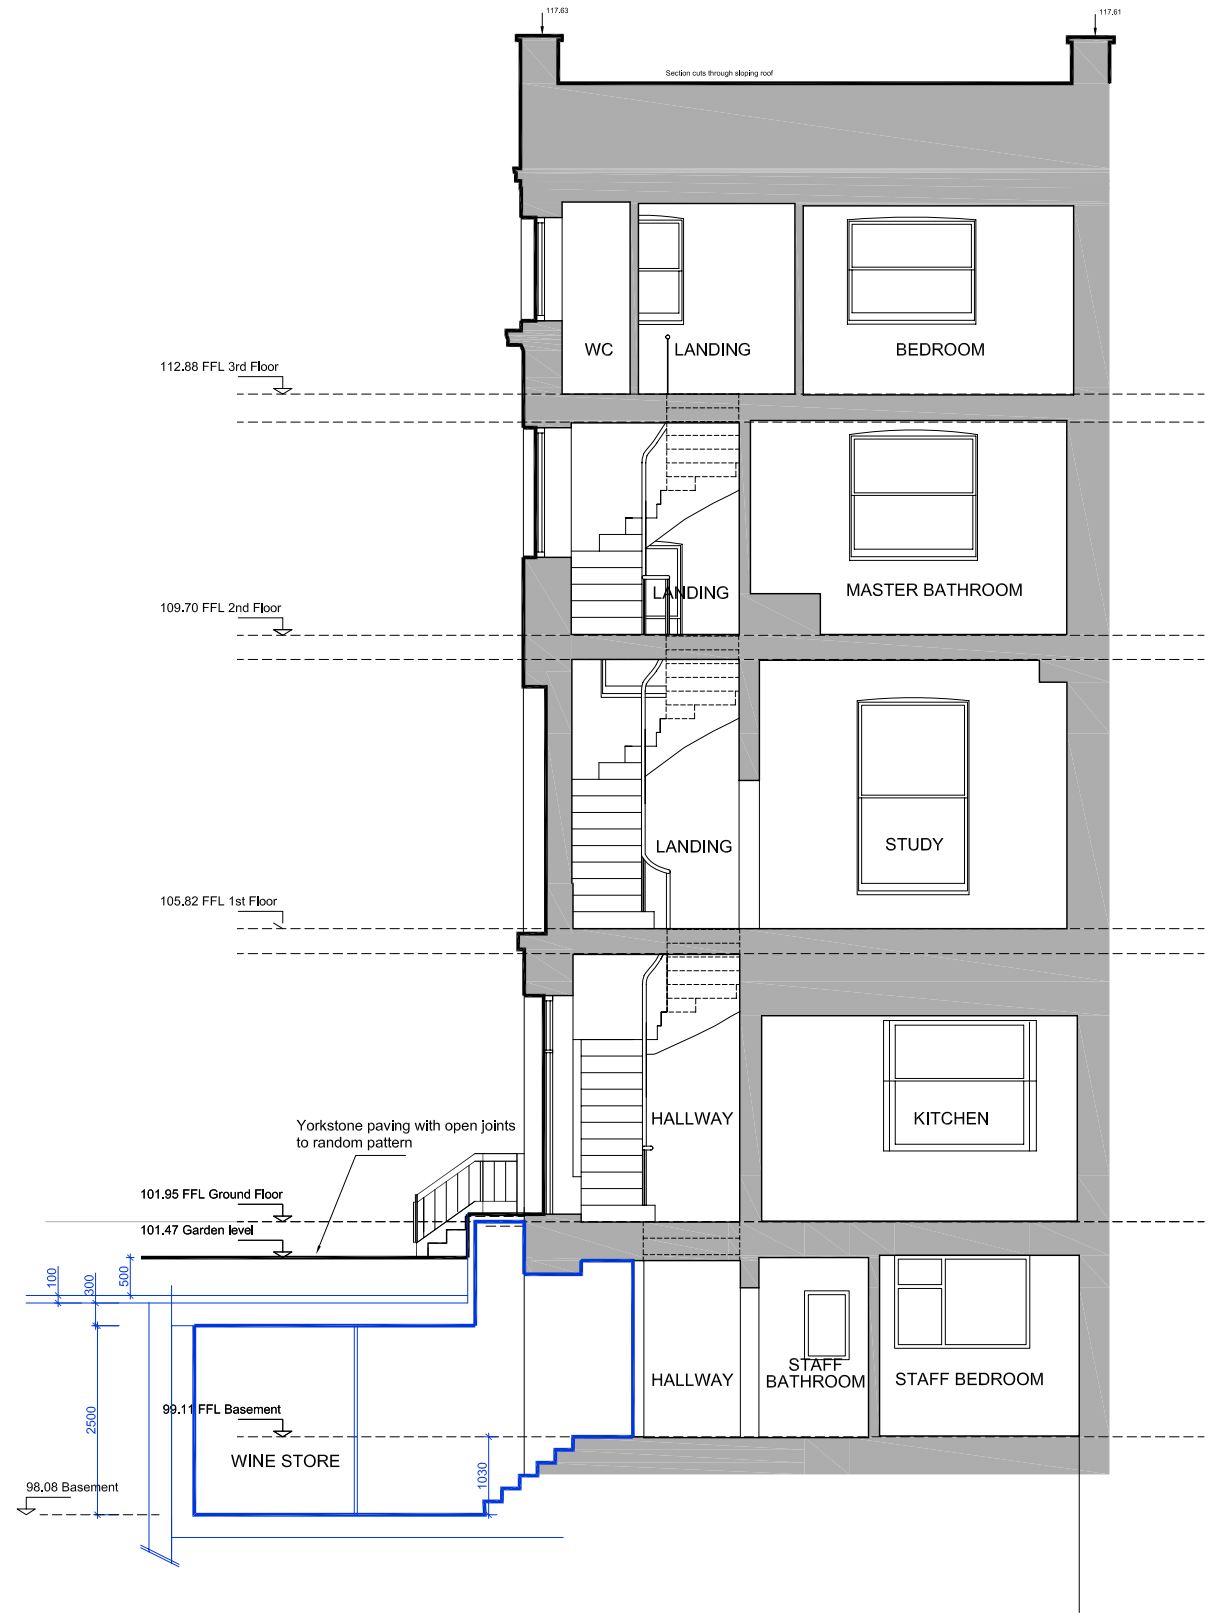 117.63
117.61
Section cuts through sloping roof
WC
LANDING
BEDROOM
112.88 FFL 3rd Floor
LANDING
MASTER BATHROOM
109.70 FFL 2nd Floor
LANDING
STUDY
105.82 FFL 1st Floor
HALLWAY
KITCHEN
Yorkstone paving with open joints
to random pattern
101.95 FFL Ground Floor
101.47 Garden level
100
300
500
HALLWAY
STAFF
BATHROOM
STAFF BEDROOM
99.11 FFL Basement
2500
WINE STORE
1030
98.08 Basement